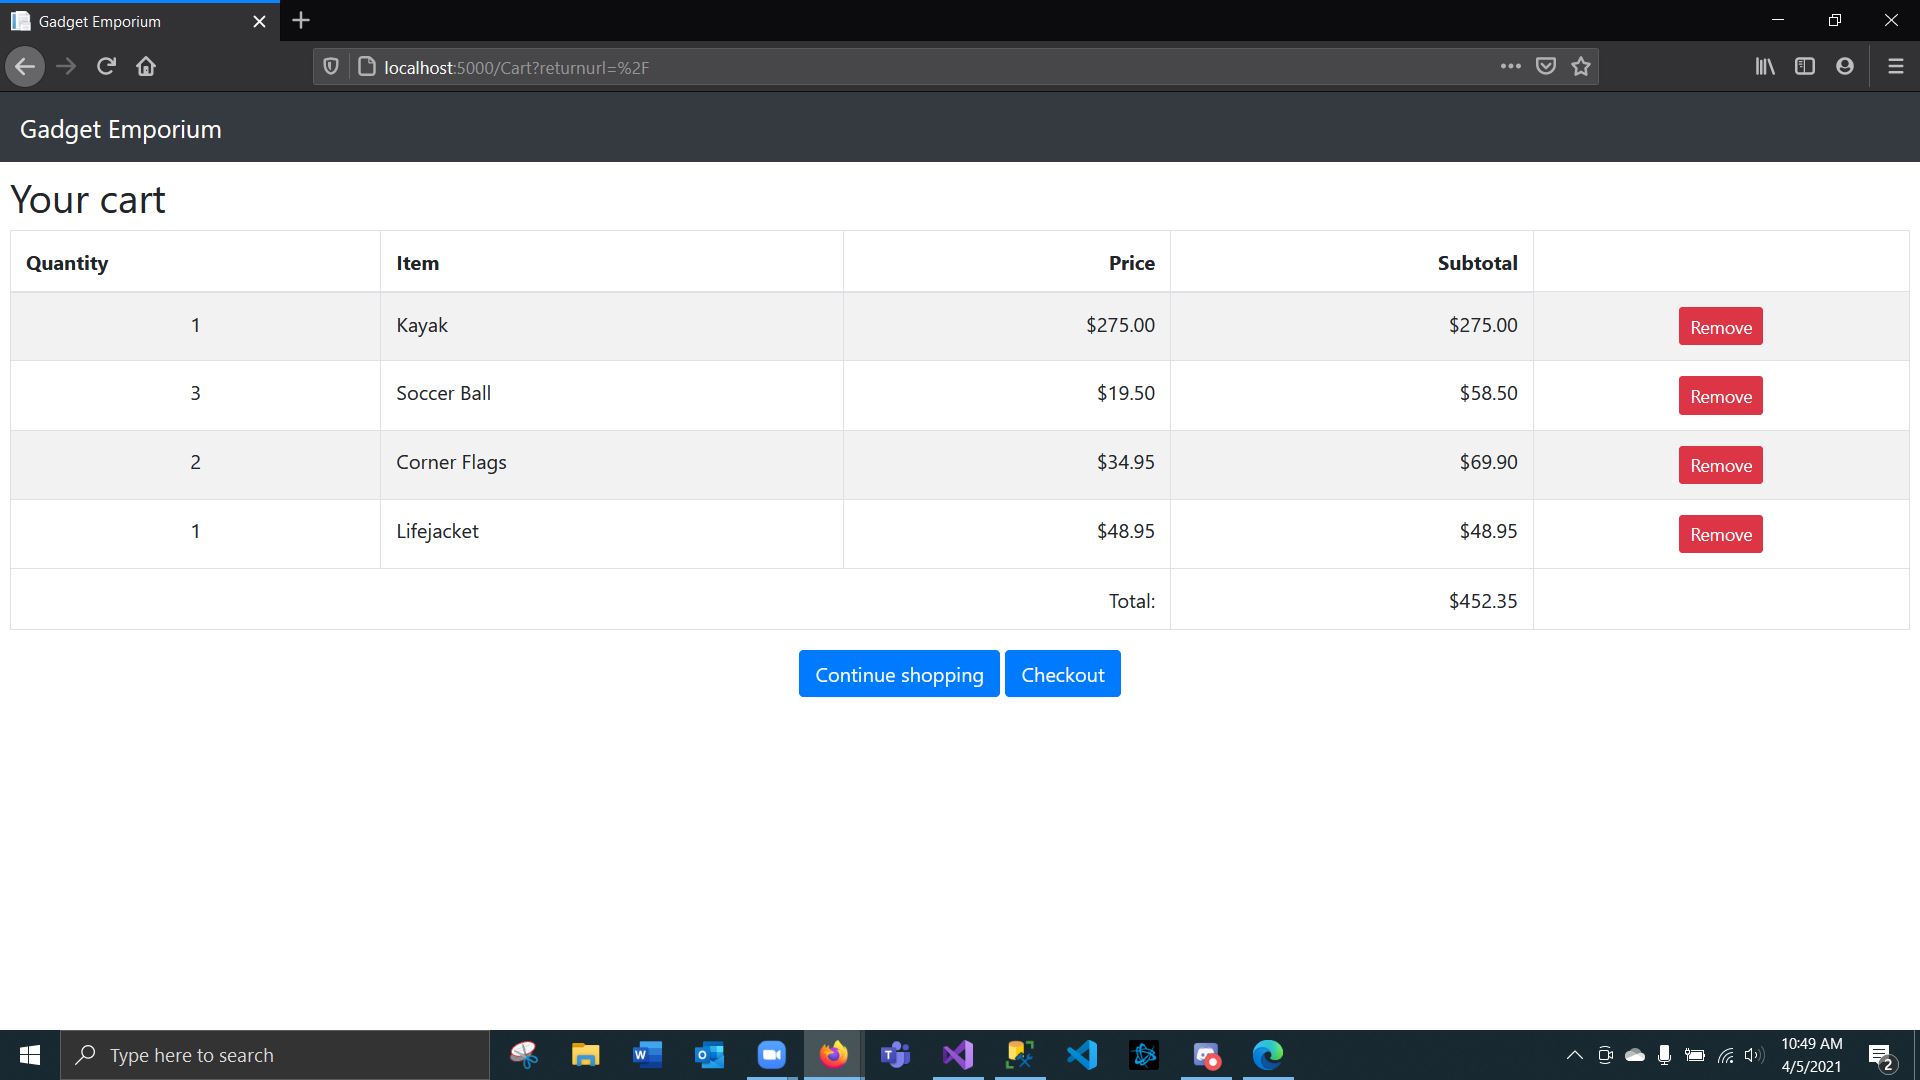 Gadget Emporium
localhost:5000/Cart?returnurl=%2F
Gadget Emporium
Your cart
Quantity Item Price Subtotal
1 Kayak $275.00 $275.00 Remove
3 Soccer Ball $19.50 $58.50 Remove
2 Corner Flags $34.95 $69.90 Remove
1 Lifejacket $48.95 $48.95 Remove
Total: $452.35
Continue shopping Checkout
Type here to search
10:49 AM
4/5/2021
2